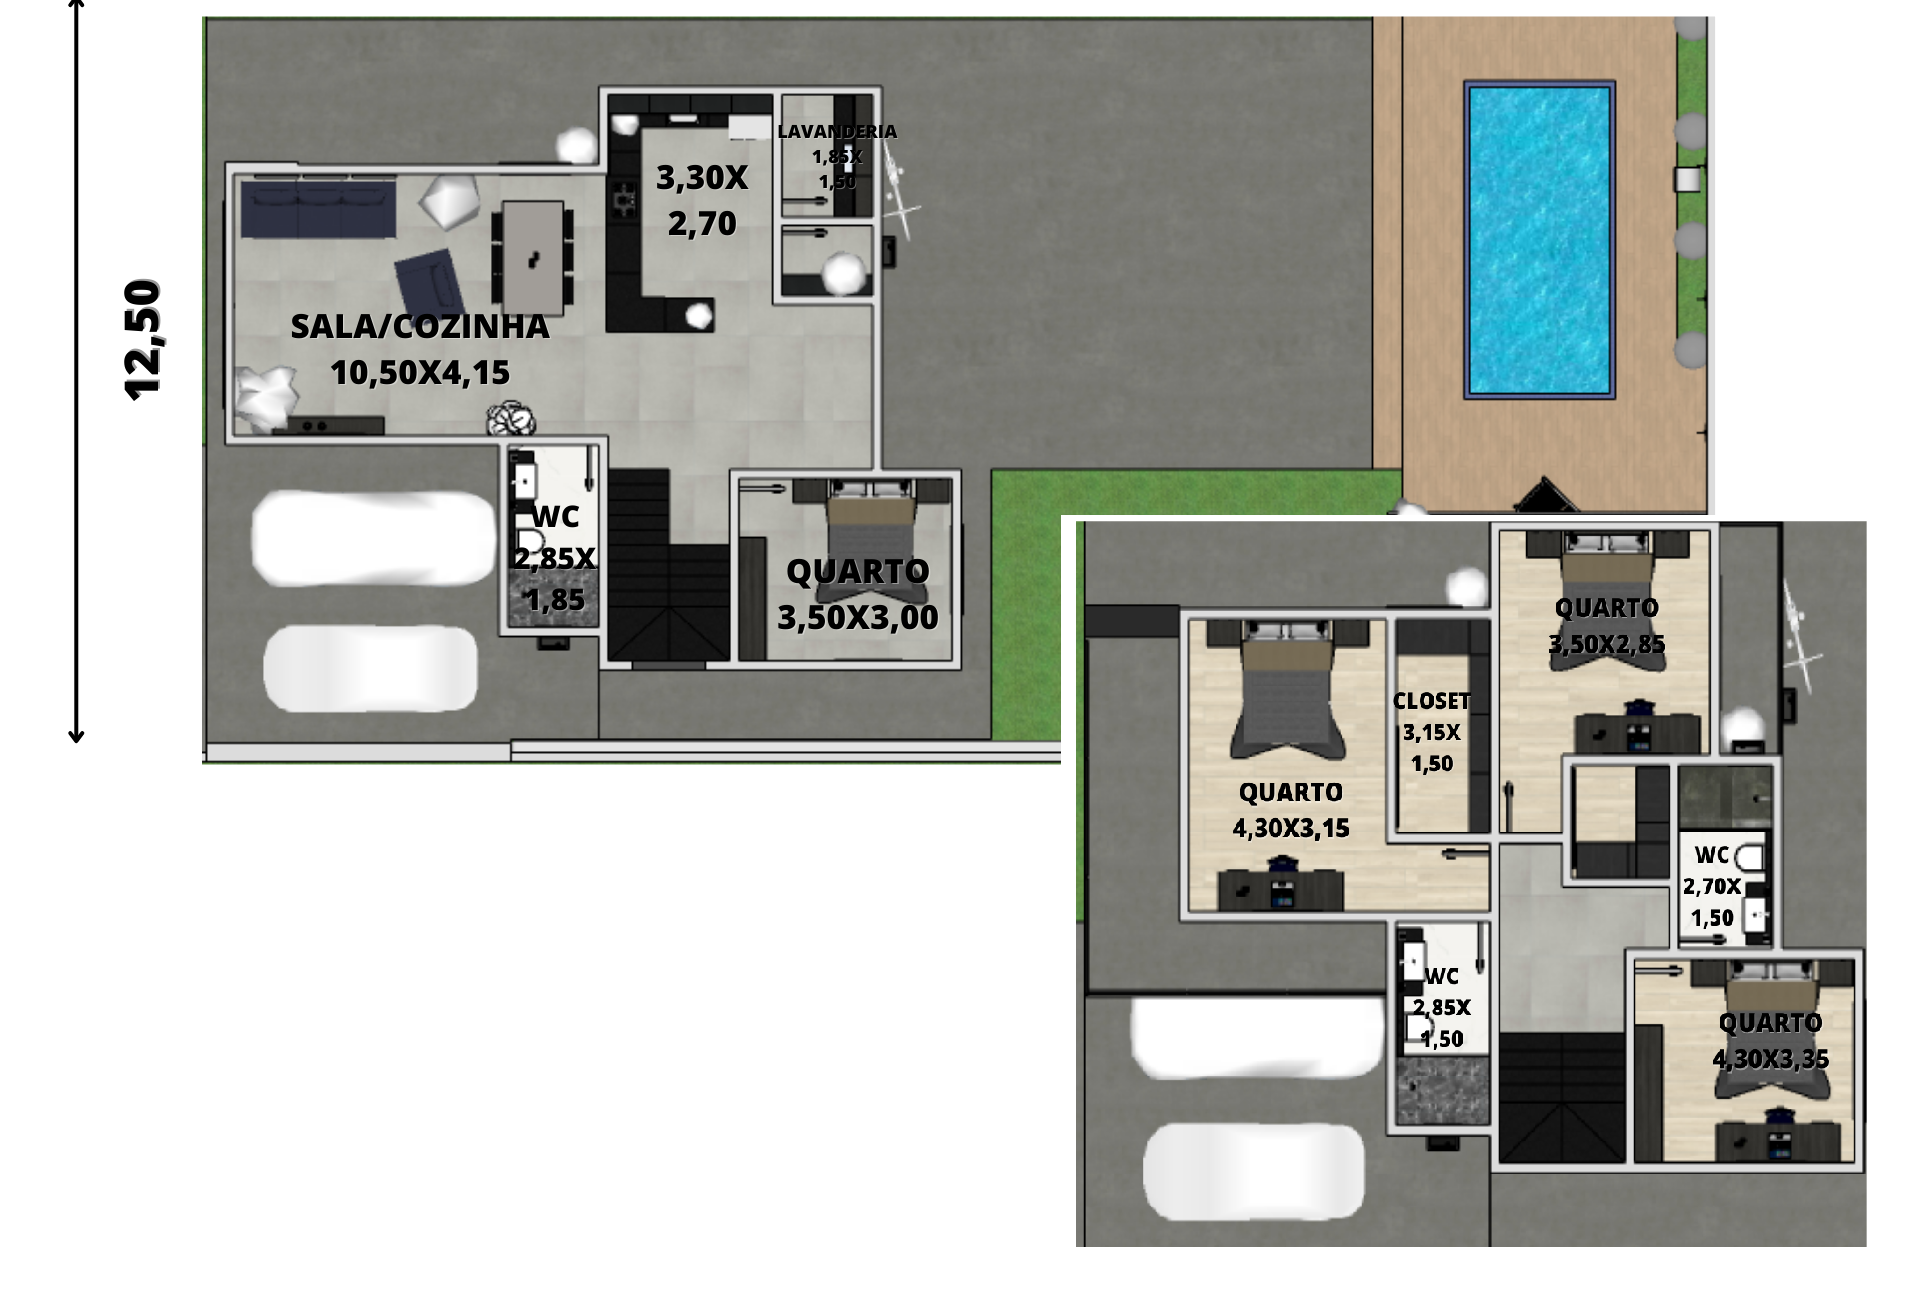 12,50
3,30X
2,70
LAVANDERIA
1,85X
1,50
SALA/COZINHA
10,50X4,15
WC
2,85X
1,85
QUARTO
3,50X3,00
QUARTO
3,50X2,85
CLOSET
3,15X
1,50
QUARTO
4,30X3,15
WC
2,70X
1,50
WC
2,85X
1,50
QUARTO
4,30X3,35